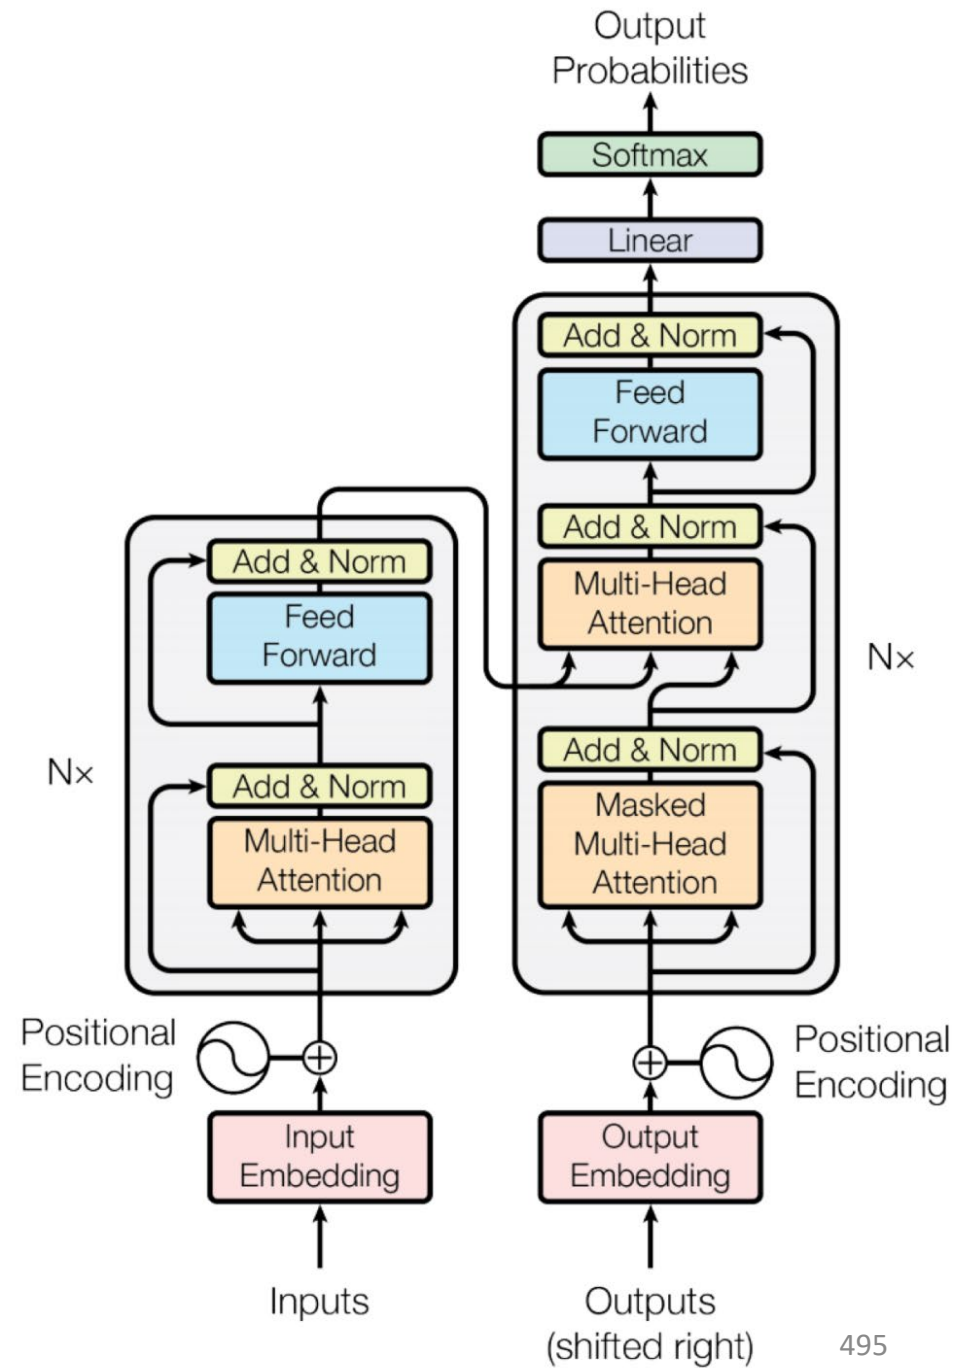 Output
Probabilities
Softmax
Linear
Add & Norm
Feed
Forward
Add & Norm
Multi-Head
Attention
Nx
Add & Norm
Masked
Multi-Head
Attention
Add & Norm
Feed
Forward
Nx
Add & Norm
Multi-Head
Attention
Positional
Encoding
Positional
Encoding
Input
Embedding
Output
Embedding
Inputs
Outputs
(shifted right)
495